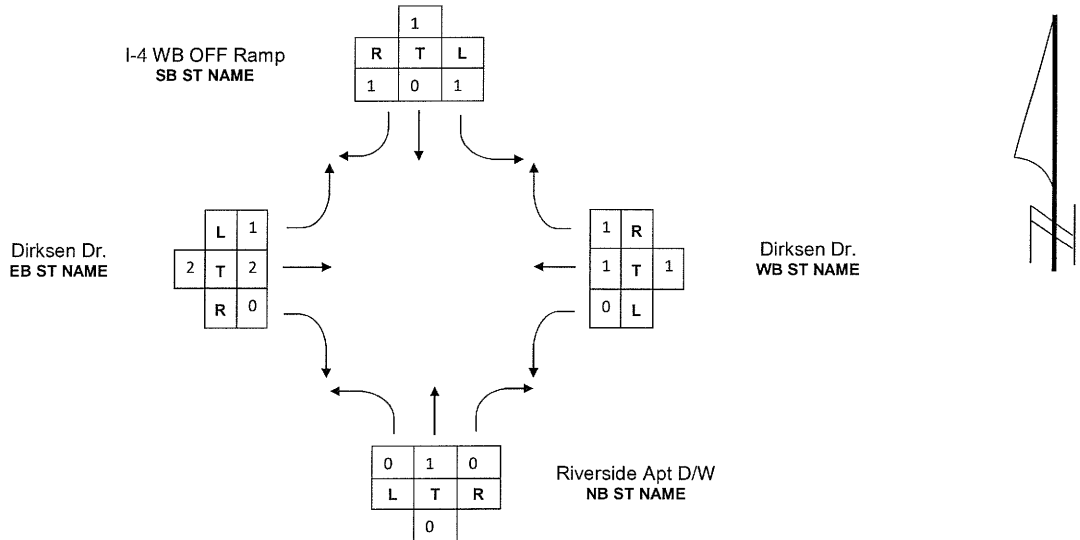 1
R T L
1 0 1
I-4 WB OFF Ramp
SB ST NAME
L 1
2 T 2
R 0
Dirksen Dr.
EB ST NAME
1 R
1 T 1
0 L
Dirksen Dr.
WB ST NAME
0 1 0
L T R
0
Riverside Apt D/W
NB ST NAME
N